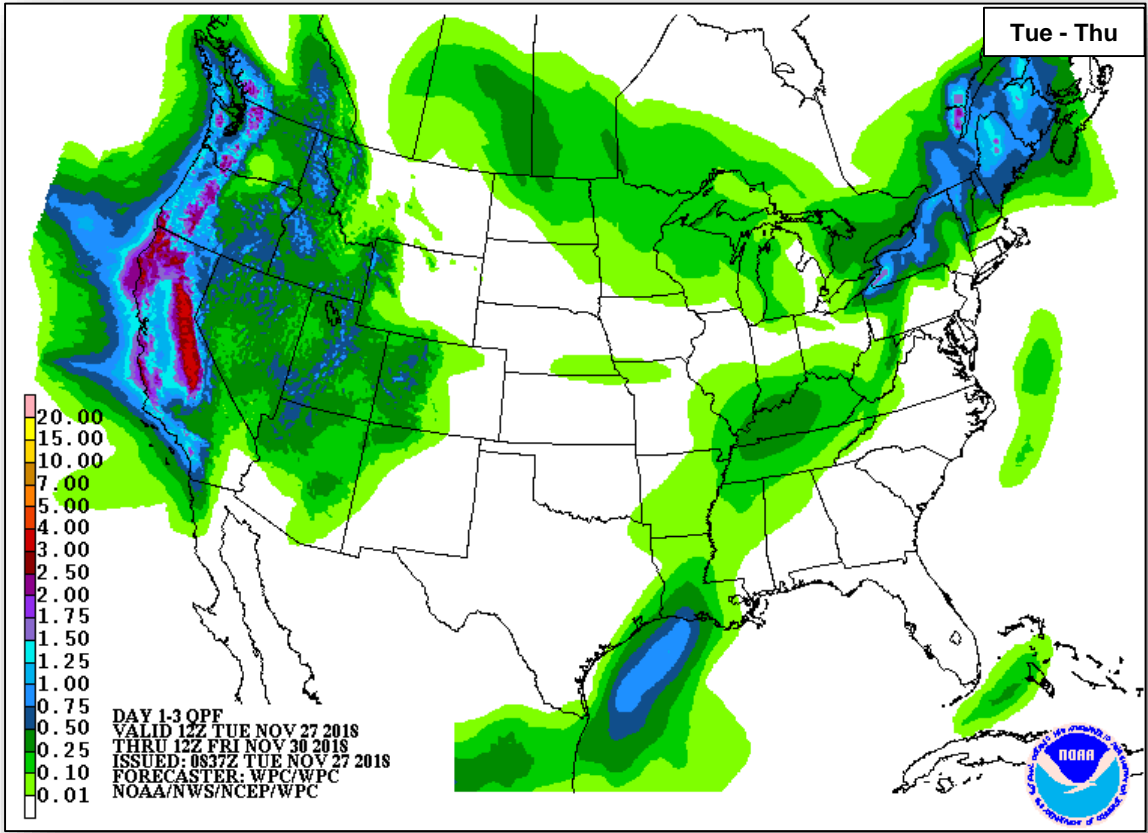 Tue - Thu
20.00
15.00
10.00
7.00
5.00
4.00
3.00
2.50
2.00
1.75
1.50
1.25
1.00
0.75
0.50
0.25
0.10
0.01
DAY 1-3 QPF
VALID 12Z TUE NOV 27 2018
THRU 12Z FRI NOV 30 2018
ISSUED: 0837Z TUE NOV 27 2018
FORECASTER: WPC/WPC
NOAA/NWS/NCEP/WPC
NOAA